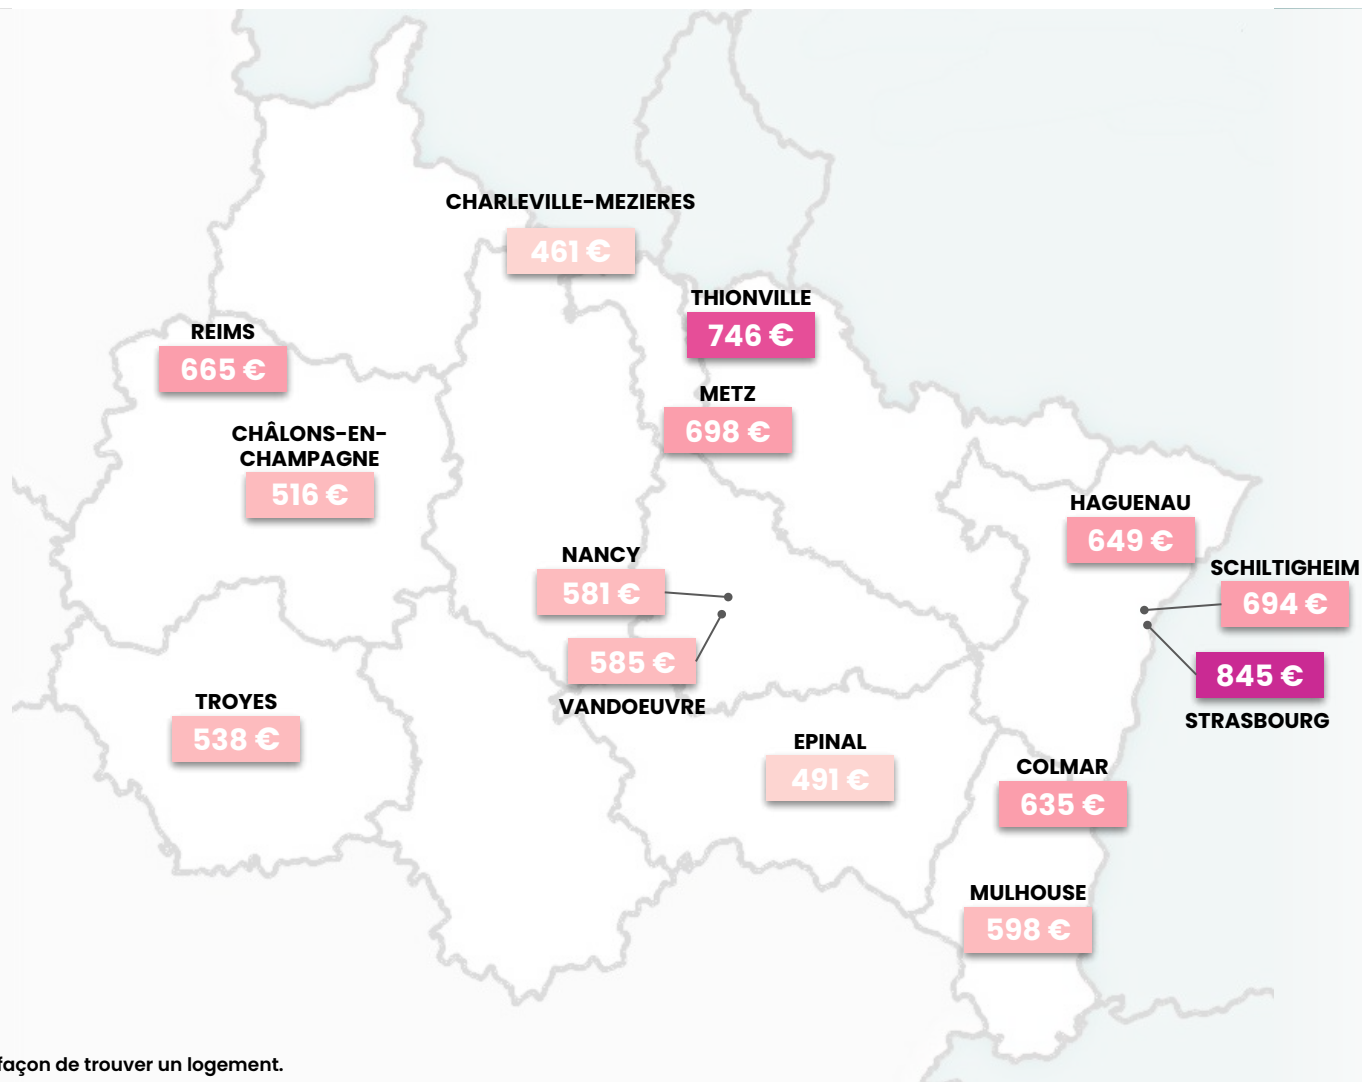 CHARLEVILLE-MEZIERES
461 €
THIONVILLE
746 €
REIMS
665 €
METZ
698 €
CHÂLONS-EN-
CHAMPAGNE
516 €
HAGUENAU
649 €
NANCY
581 €
SCHILTIGHEIM
694 €
585 €
VANDOEUVRE
845 €
STRASBOURG
TROYES
538 €
EPINAL
491 €
COLMAR
635 €
MULHOUSE
598 €
façon de trouver un logement.